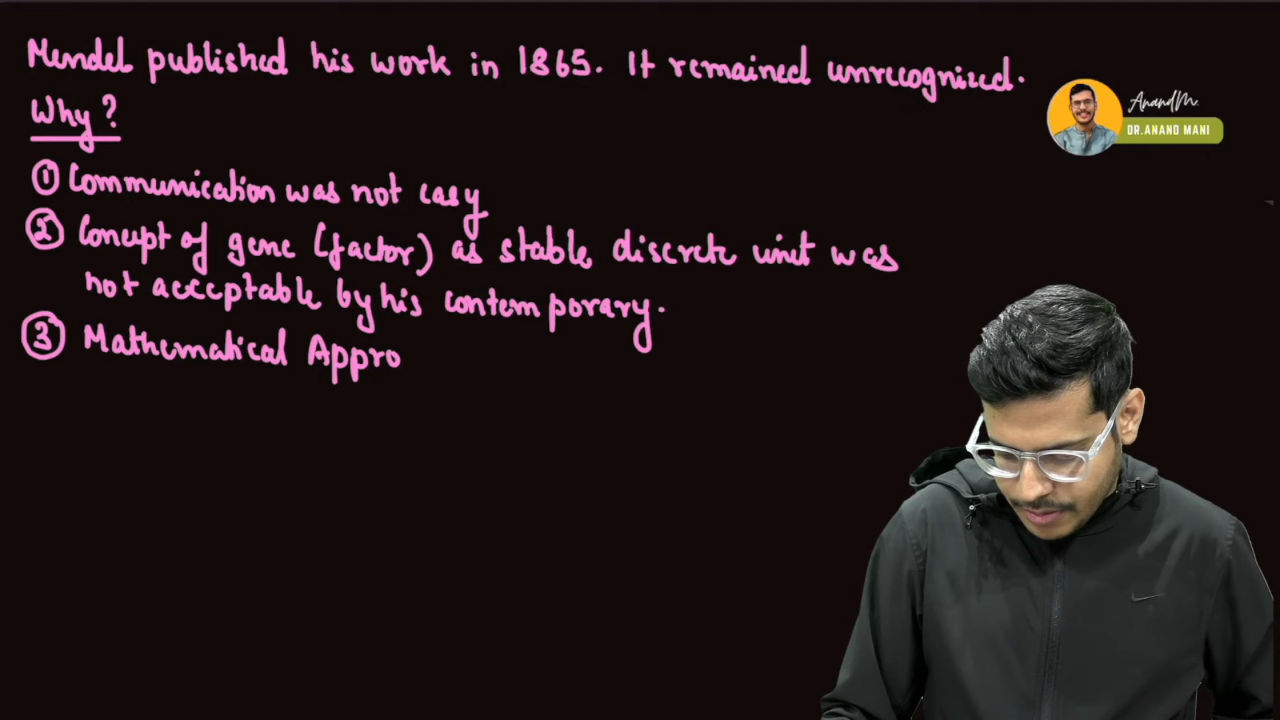 Mendel published his work in 1865. It remained unrecognized.
Why?
① Communication was not easy
② Concept of gene (factor) as stable discrete unit was
not acceptable by his contemporary.
③ Mathematical Appro
AnandM.
DR.ANAND MANI